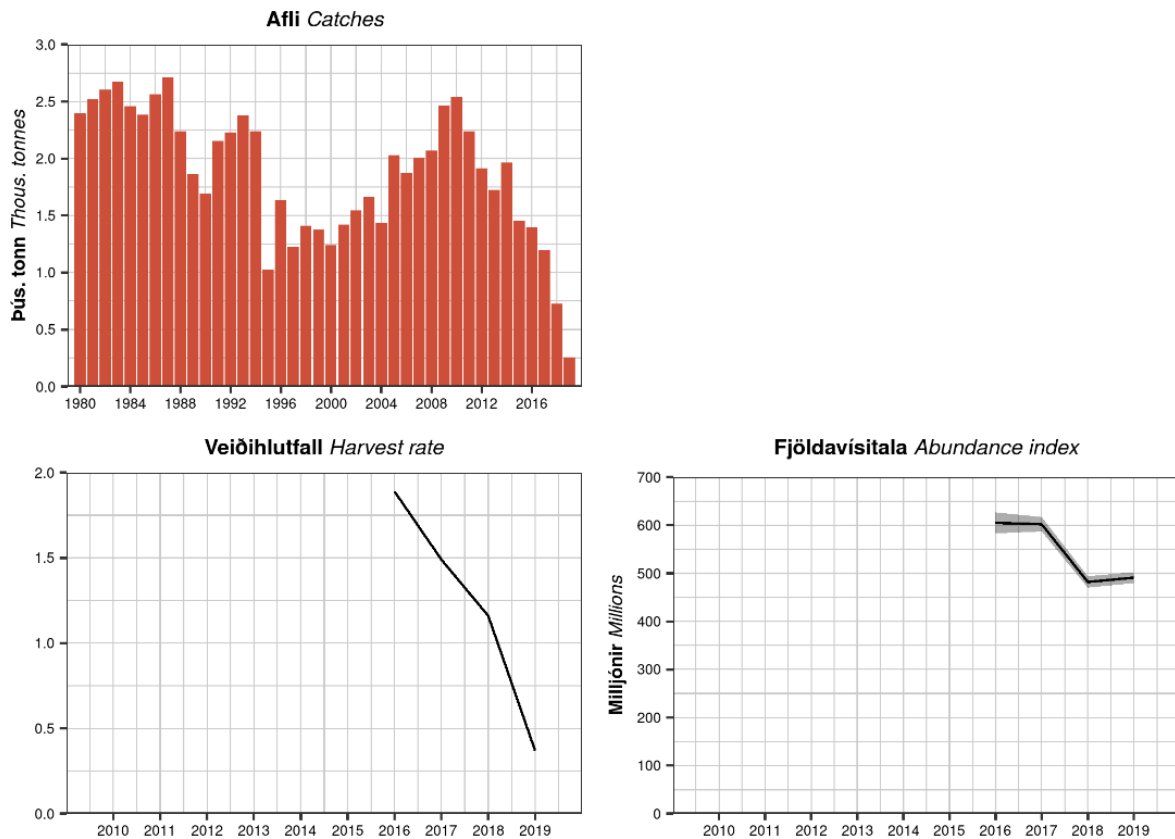 Afli Catches
Þús. tonn Thous. tonnes
3.0
2.5
2.0
1.5
1.0
0.5
0.0
1980 1984 1988 1992 1996 2000 2004 2008 2012 2016
Veiðihlutfall Harvest rate
2.0
1.5
1.0
0.5
0.0
2010 2011 2012 2013 2014 2015 2016 2017 2018 2019
Fjöldavísitala Abundance index
Milljónir Millions
700
600
500
400
300
200
100
0
2010 2011 2012 2013 2014 2015 2016 2017 2018 2019